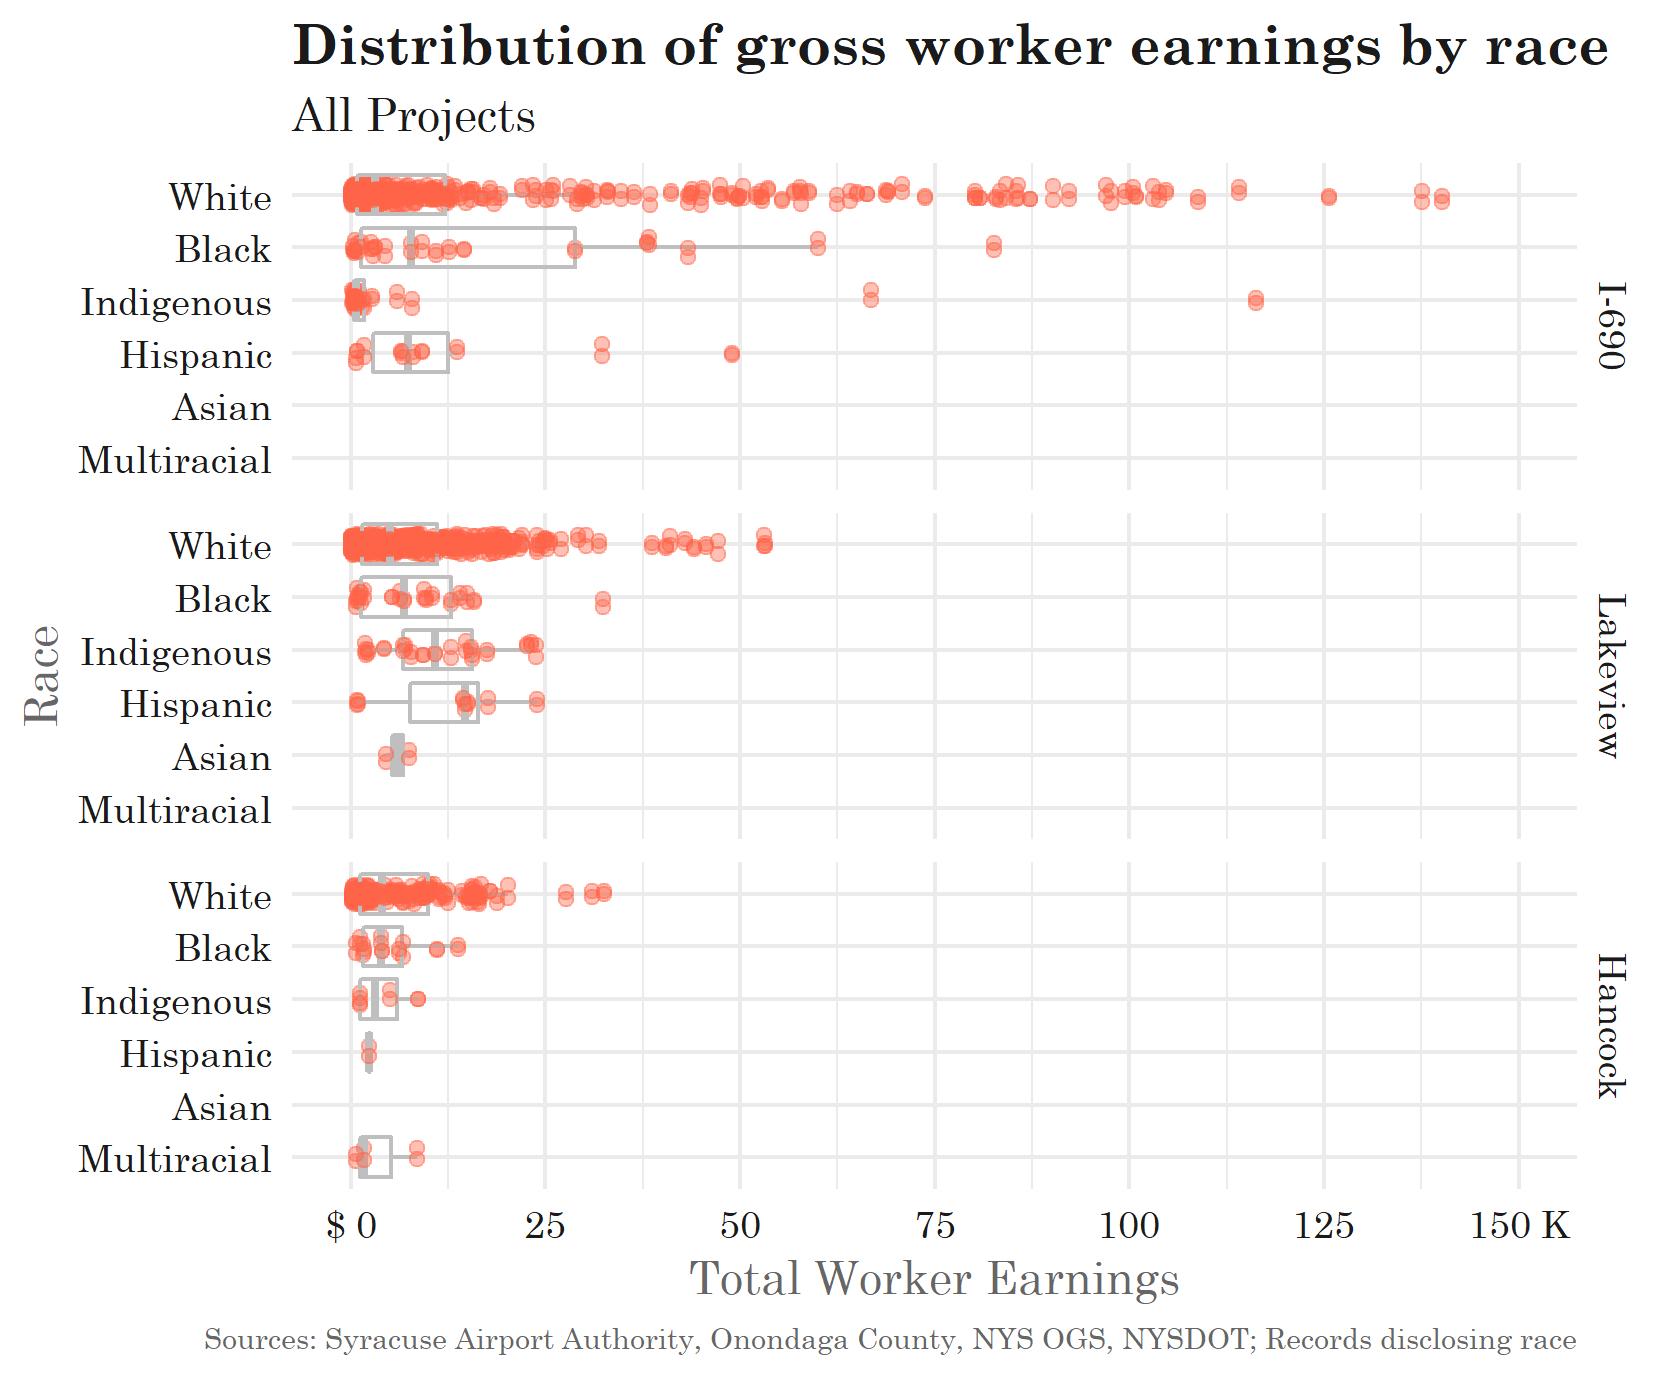 Distribution of gross worker earnings by race
All Projects
White
Black
Indigenous
Hispanic
Asian
Multiracial
I-690
White
Black
Indigenous
Hispanic
Asian
Multiracial
Lakeview
White
Black
Indigenous
Hispanic
Asian
Multiracial
Hancock
Race
$ 0 25 50 75 100 125 150 K
Total Worker Earnings
Sources: Syracuse Airport Authority, Onondaga County, NYS OGS, NYSDOT; Records disclosing race